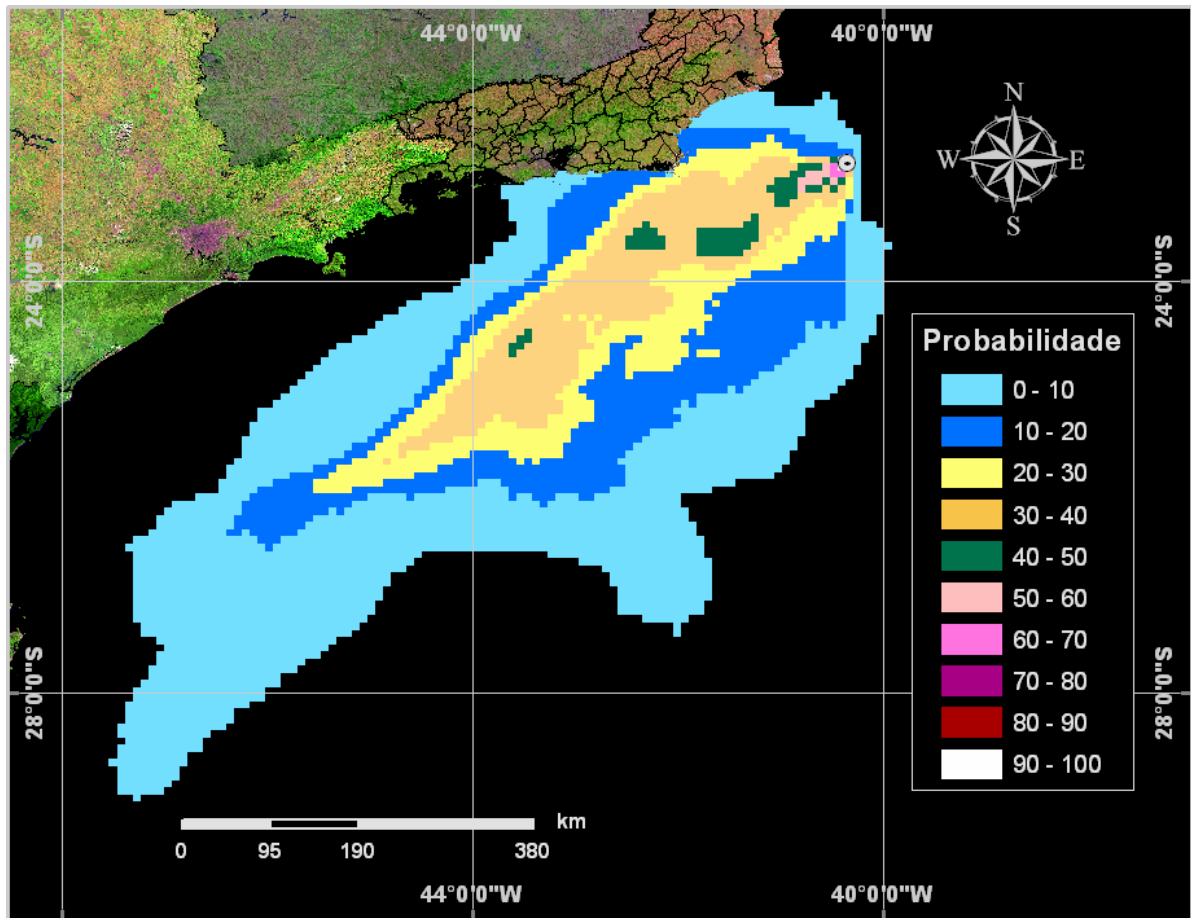 44°0'0"W 40°0'0"W
N
W E
S
24°0'0"S 24°0'0"S
Probabilidade
0 - 10
10 - 20
20 - 30
30 - 40
40 - 50
50 - 60
60 - 70
70 - 80
80 - 90
90 - 100
28°0'0"S 28°0'0"S
km
0 95 190 380
44°0'0"W 40°0'0"W